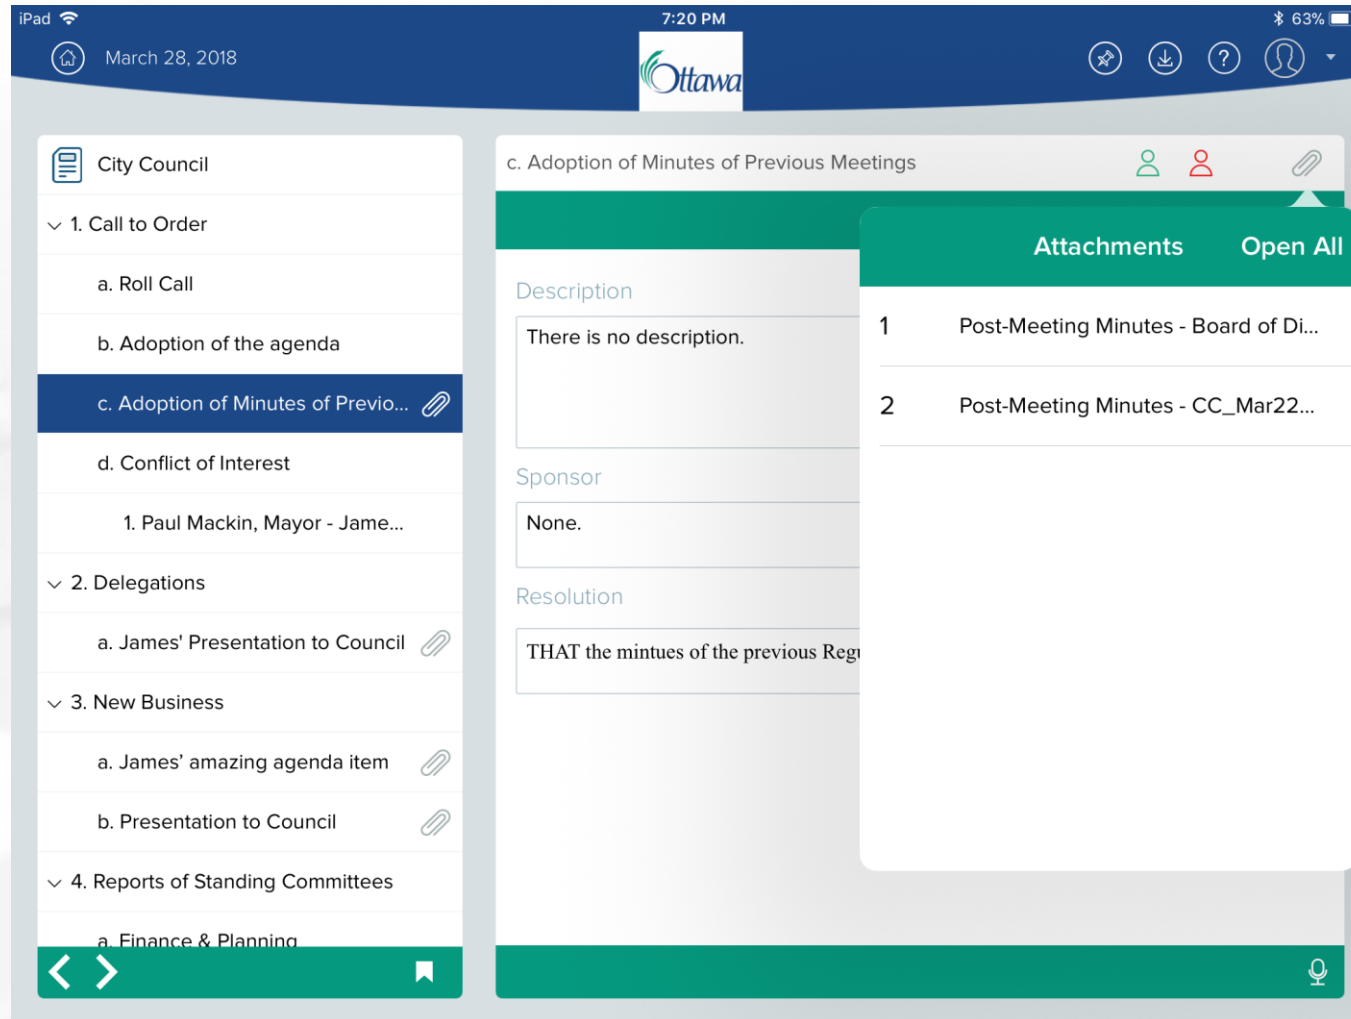 iPad 7:20 PM 63%
March 28, 2018
Ottawa
?
City Council
1. Call to Order
a. Roll Call
b. Adoption of the agenda
c. Adoption of Minutes of Previo...
d. Conflict of Interest
1. Paul Mackin, Mayor - Jame...
2. Delegations
a. James' Presentation to Council
3. New Business
a. James’ amazing agenda item
b. Presentation to Council
4. Reports of Standing Committees
a. Finance & Planning
c. Adoption of Minutes of Previous Meetings
Description
There is no description.
Sponsor
None.
Resolution
THAT the mintues of the previous Regu
Attachments Open All
1 Post-Meeting Minutes - Board of Di...
2 Post-Meeting Minutes - CC_Mar22...